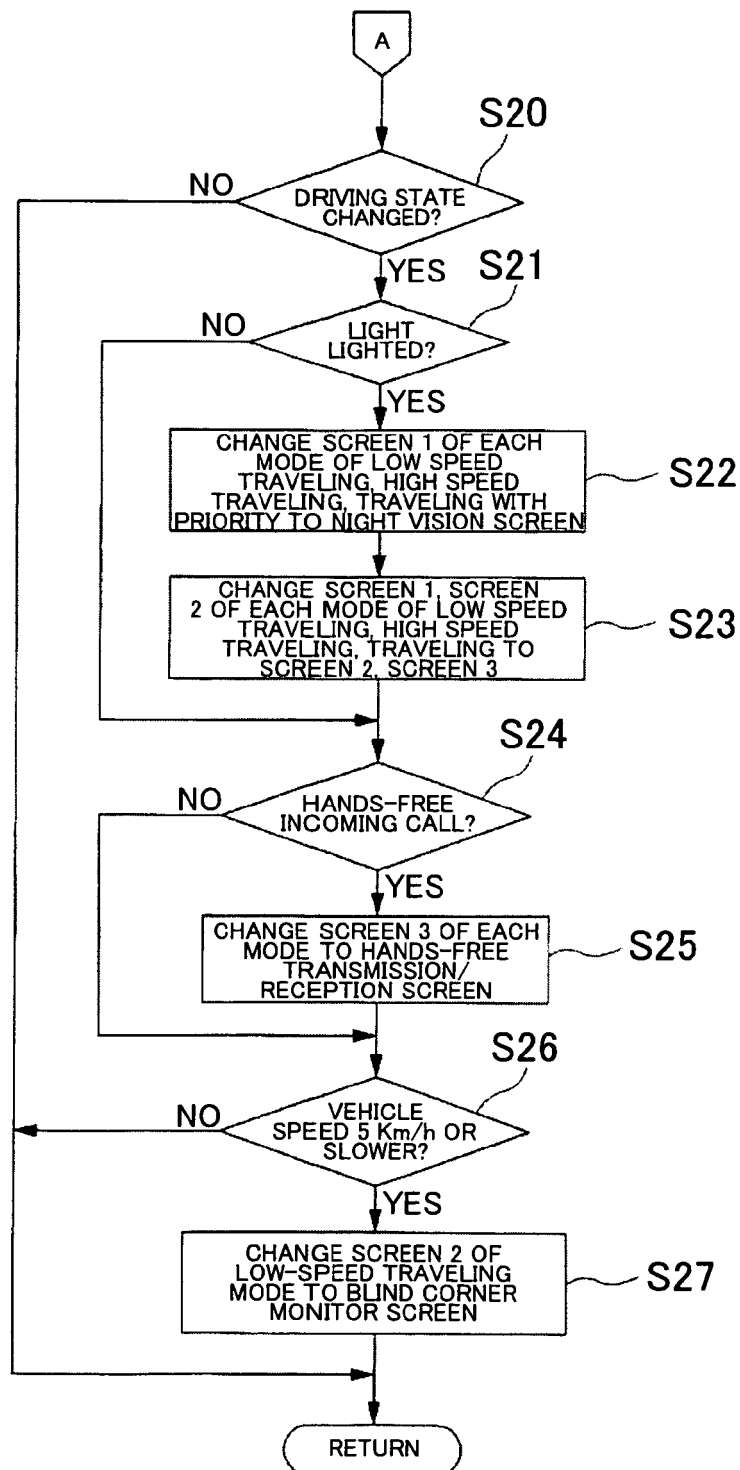 A
S20
NO
DRIVING STATE
CHANGED?
YES
S21
NO
LIGHT
LIGHTED?
YES
CHANGE SCREEN 1 OF EACH
MODE OF LOW SPEED
TRAVELING, HIGH SPEED
TRAVELING, TRAVELING WITH
PRIORITY TO NIGHT VISION SCREEN
S22
CHANGE SCREEN 1, SCREEN
2 OF EACH MODE OF LOW SPEED
TRAVELING, HIGH SPEED
TRAVELING, TRAVELING TO
SCREEN 2, SCREEN 3
S23
S24
NO
HANDS-FREE
INCOMING CALL?
YES
CHANGE SCREEN 3 OF EACH
MODE TO HANDS-FREE
TRANSMISSION/
RECEPTION SCREEN
S25
S26
NO
VEHICLE
SPEED 5 Km/h OR
SLOWER?
YES
CHANGE SCREEN 2 OF
LOW-SPEED TRAVELING
MODE TO BLIND CORNER
MONITOR SCREEN
S27
RETURN